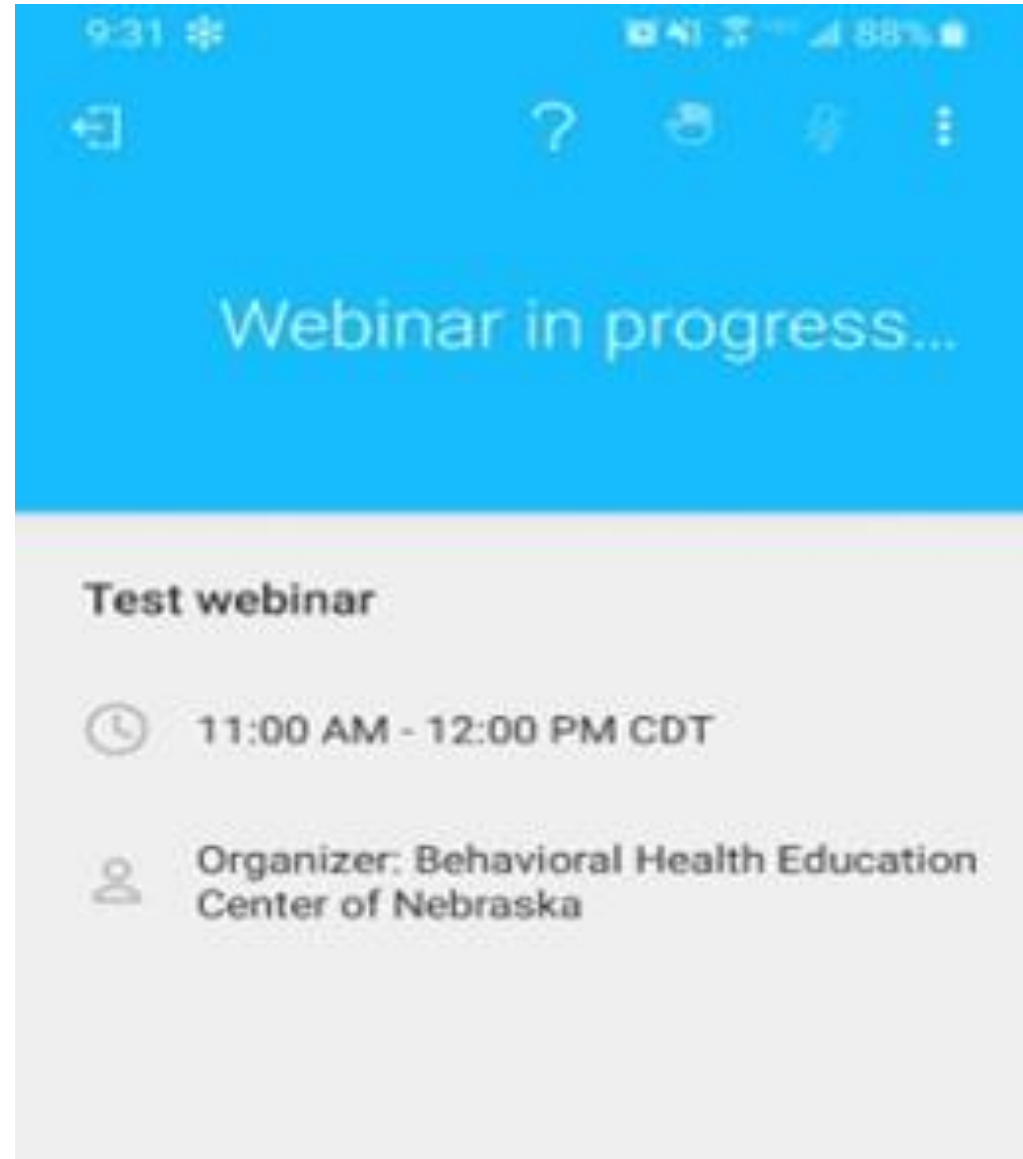 9:31
88%
?
Webinar in progress...
Test webinar
11:00 AM - 12:00 PM CDT
Organizer: Behavioral Health Education
Center of Nebraska